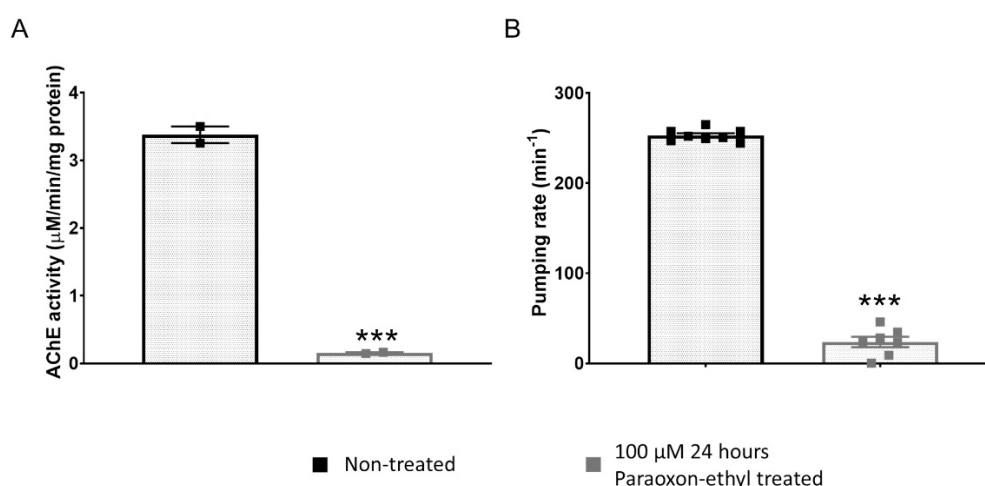 A
B
AChE activity (µM/min/mg protein)
4
3
2
1
0
***
Pumping rate (min⁻¹)
300
200
100
0
***
Non-treated
100 µM 24 hours
Paraoxon-ethyl treated